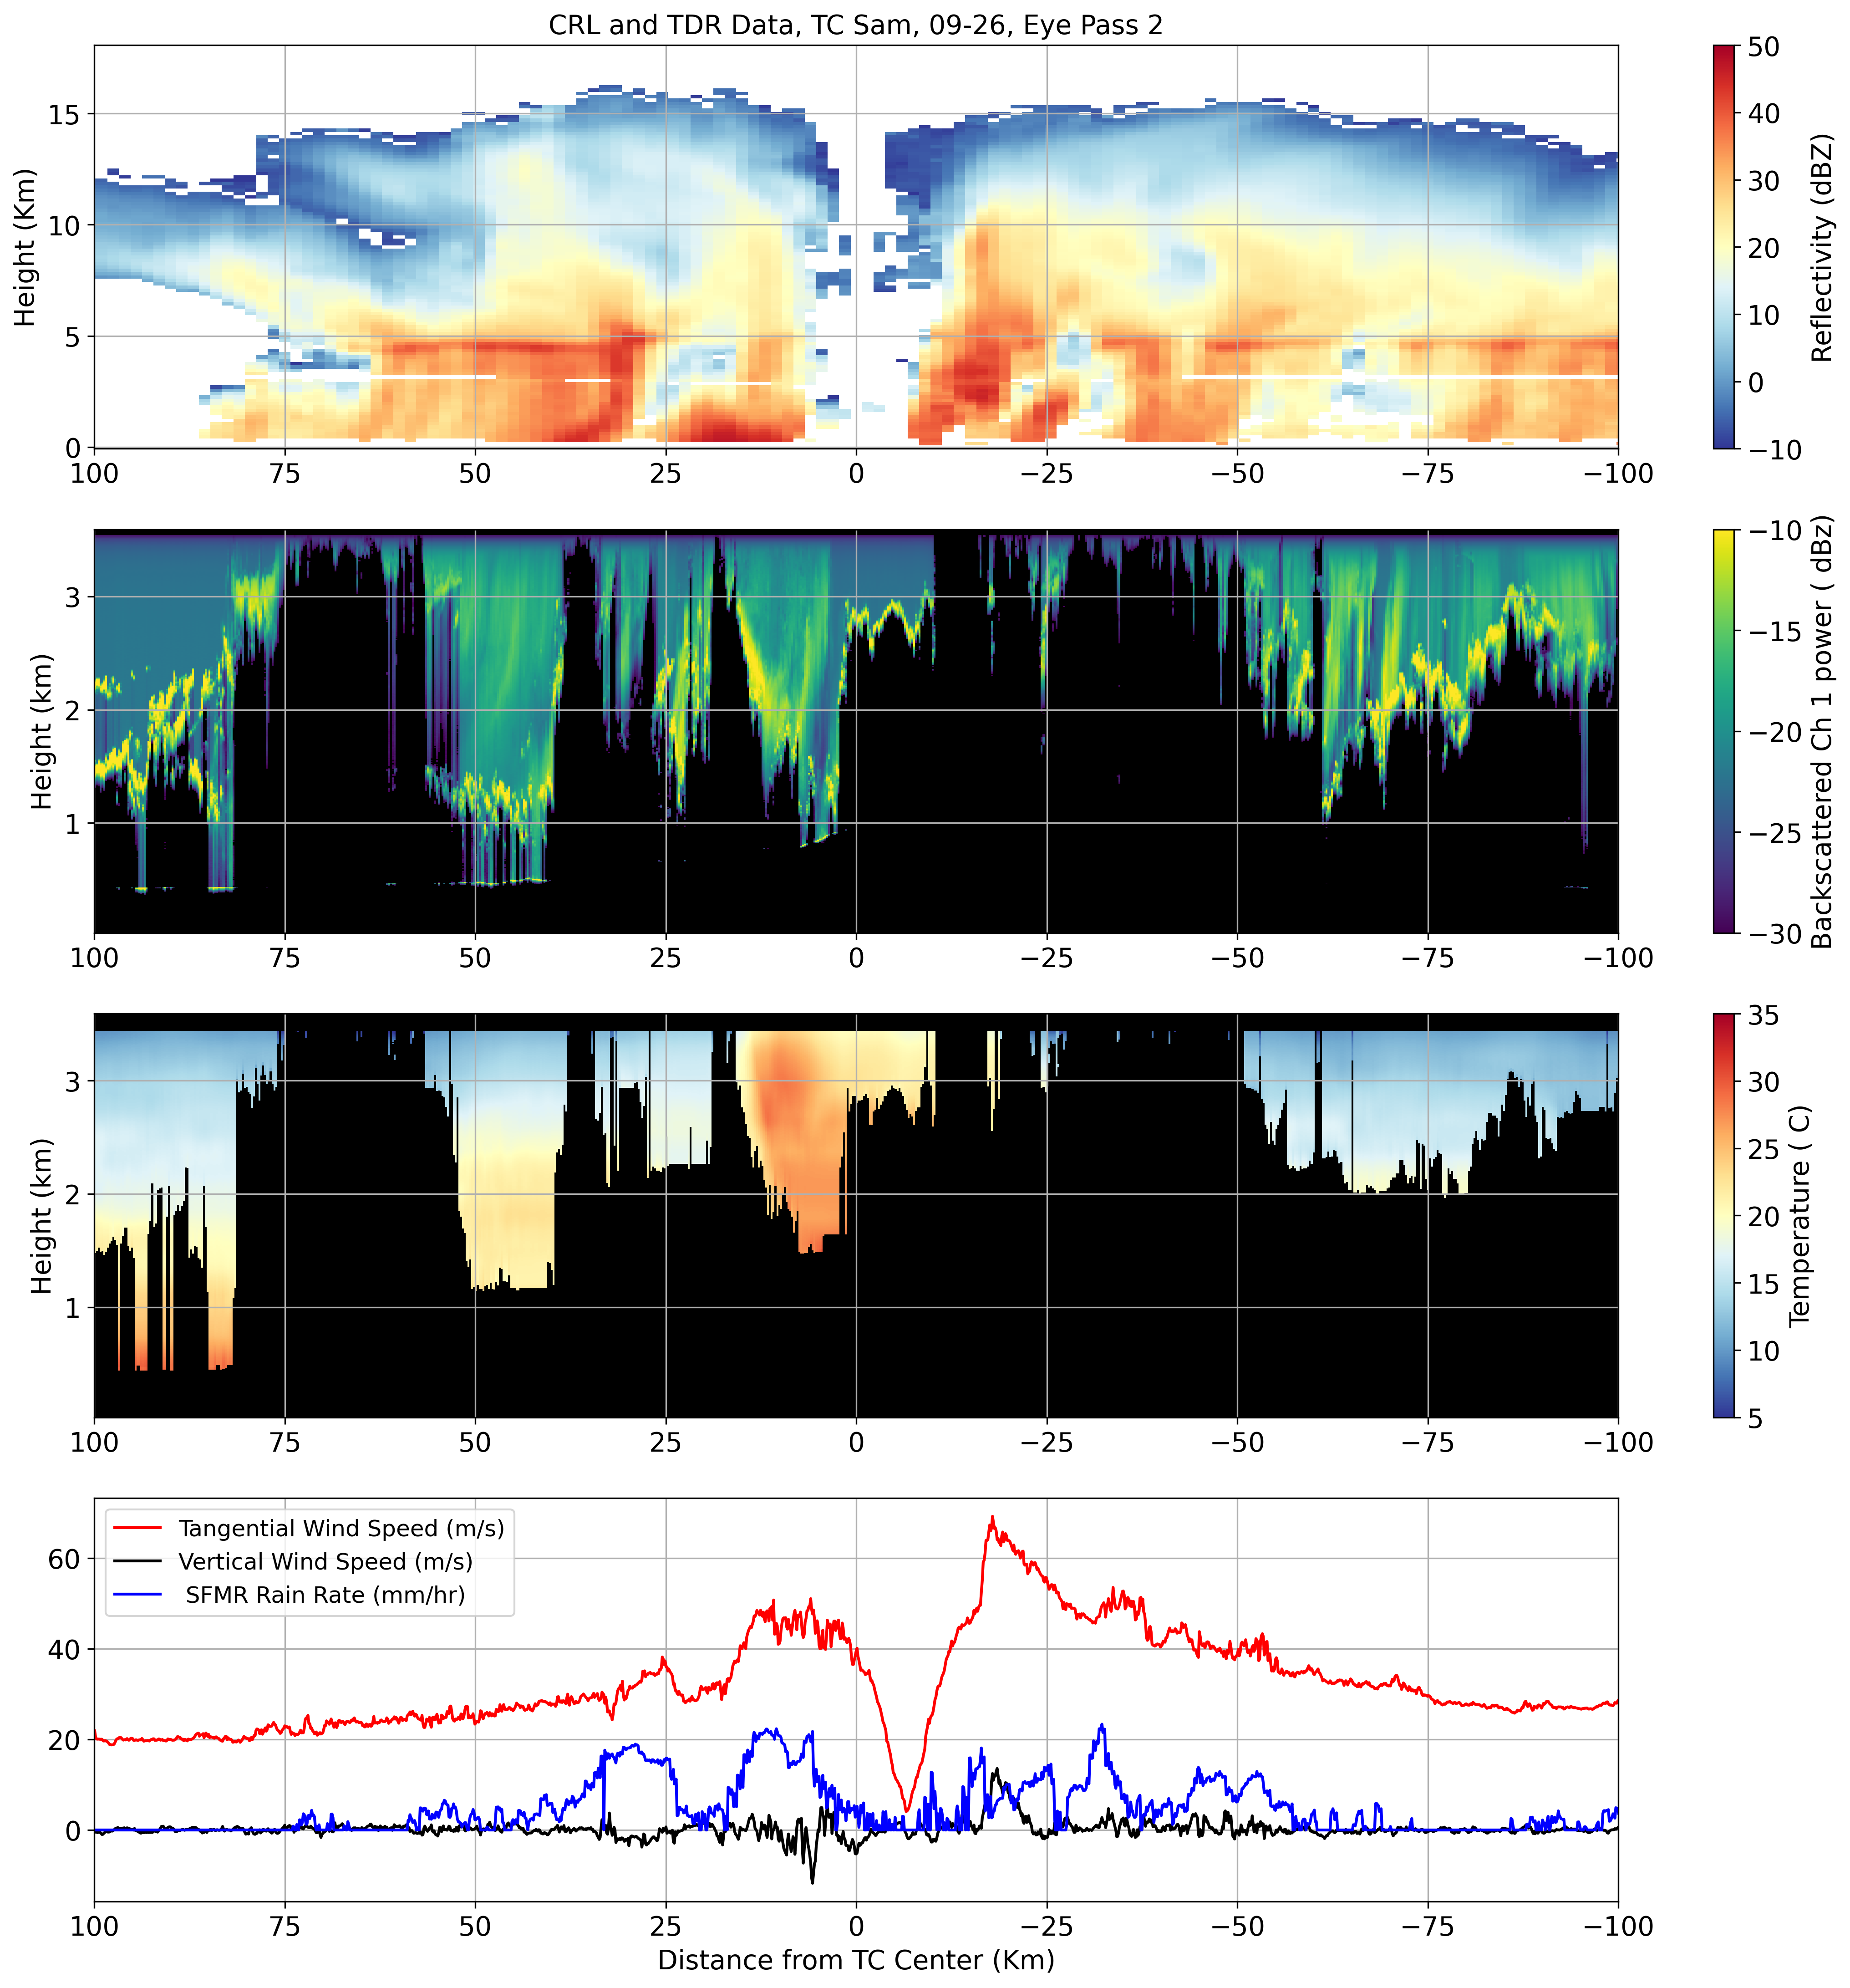 CRL and TDR Data, TC Sam, 09-26, Eye Pass 2
Height (Km)
15
10
5
0
100 75 50 25 0 −25 −50 −75 −100
50
40
30
20
10
0
−10
Reflectivity (dBZ)
Height (km)
3
2
1
100 75 50 25 0 −25 −50 −75 −100
−10
−15
−20
−25
−30
Backscattered Ch 1 power ( dBz)
Height (km)
3
2
1
100 75 50 25 0 −25 −50 −75 −100
35
30
25
20
15
10
5
Temperature ( C)
60
40
20
0
Tangential Wind Speed (m/s)
Vertical Wind Speed (m/s)
SFMR Rain Rate (mm/hr)
100 75 50 25 0 −25 −50 −75 −100
Distance from TC Center (Km)